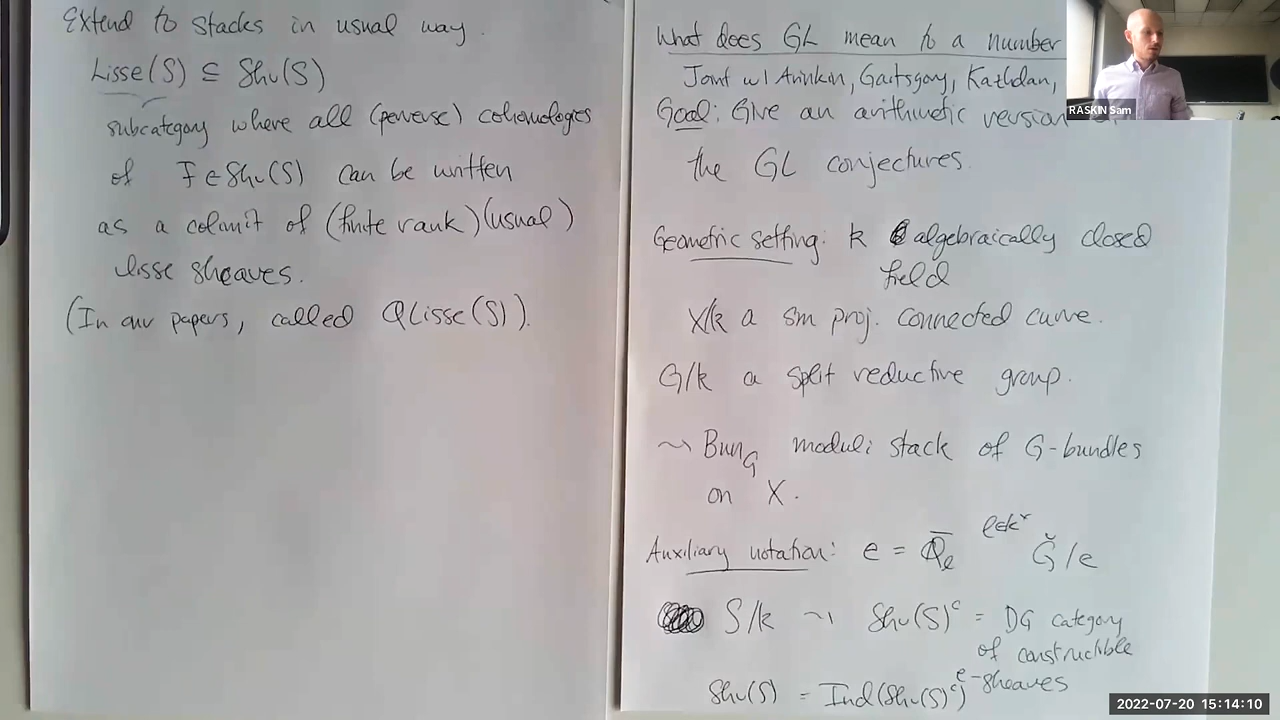 Extend to stacks in usual way.
Lisse(S) ⊆ Shv(S)
subcategory where all (perverse) cohomologies
of F ∈ Shv(S) can be written
as a colimit of (finite rank)(usual)
lisse sheaves.
(In our papers, called QLisse(S)).
What does GL mean to a number
Joint w/ Arinkin, Gaitsgory, Kazhdan,
Goal: Give an arithmetic version
the GL conjectures.
Geometric setting: k algebraically closed
field
X/k a sm proj. connected curve.
G/k a split reductive group.
⇝ Bun_G moduli stack of G-bundles
on X.
Auxiliary notation: e = Q̄_ℓ ℓ∈k^× Ǧ/e
S/k ⇝ Shv(S)^c = DG category
of constructible
e-sheaves
Shv(S) = Ind(Shv(S)^c)
RASKIN Sam
2022-07-20 15:14:10